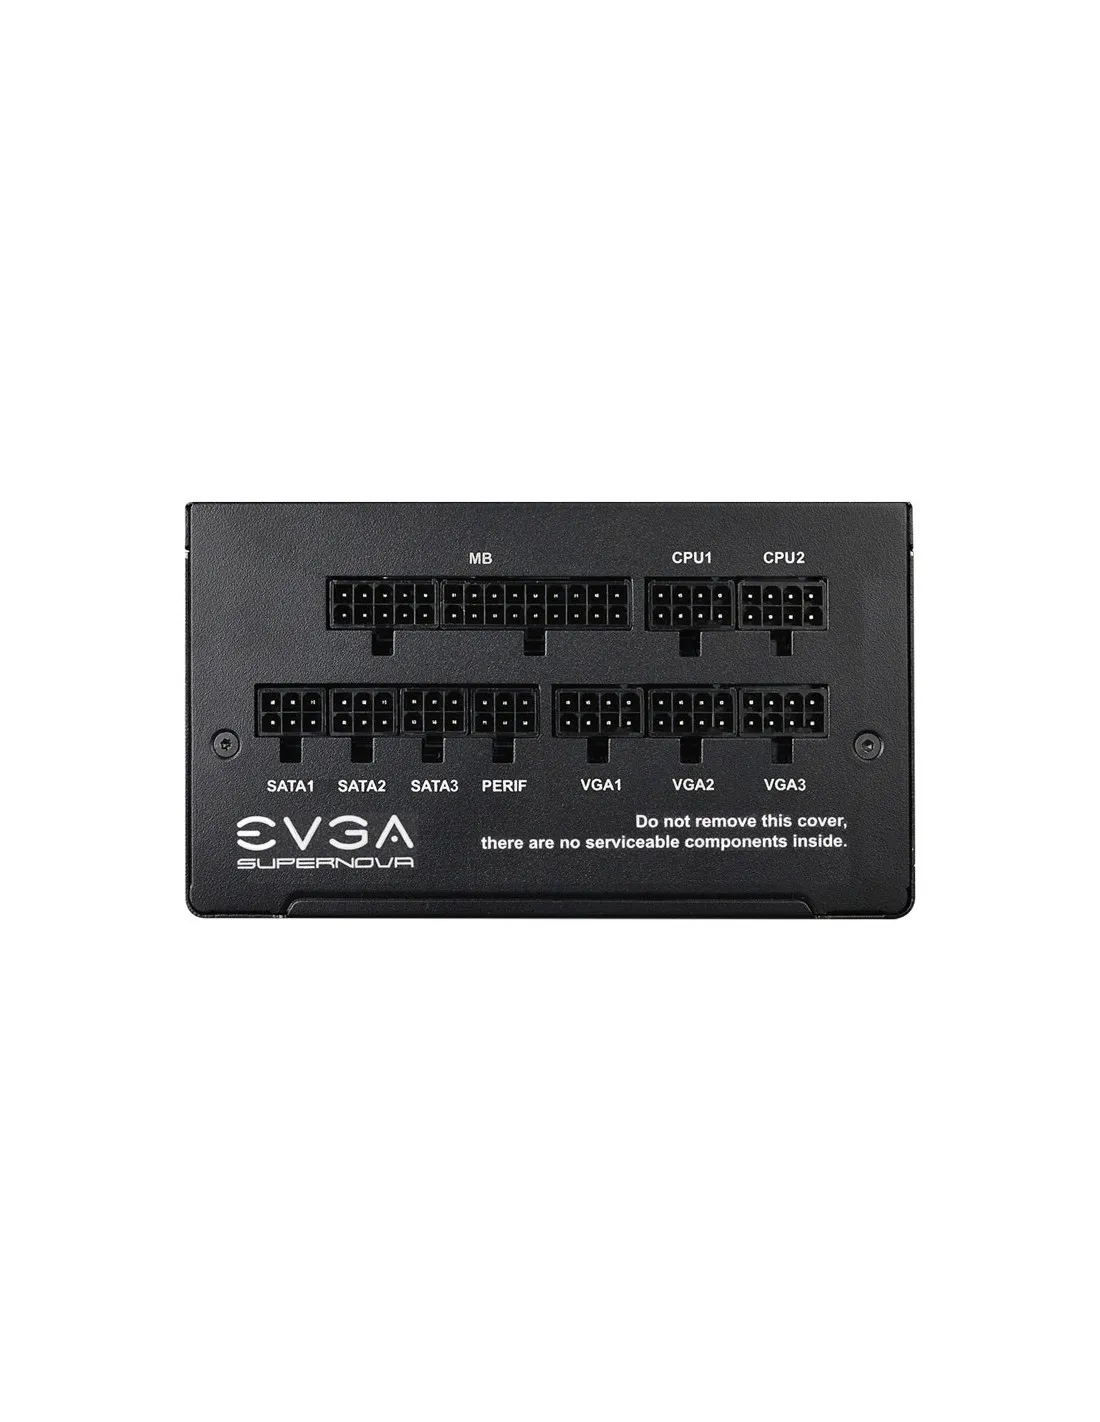 MB CPU1 CPU2
SATA1 SATA2 SATA3 PERIF VGA1 VGA2 VGA3
EVGA
SUPERNOVA
Do not remove this cover,
there are no serviceable components inside.